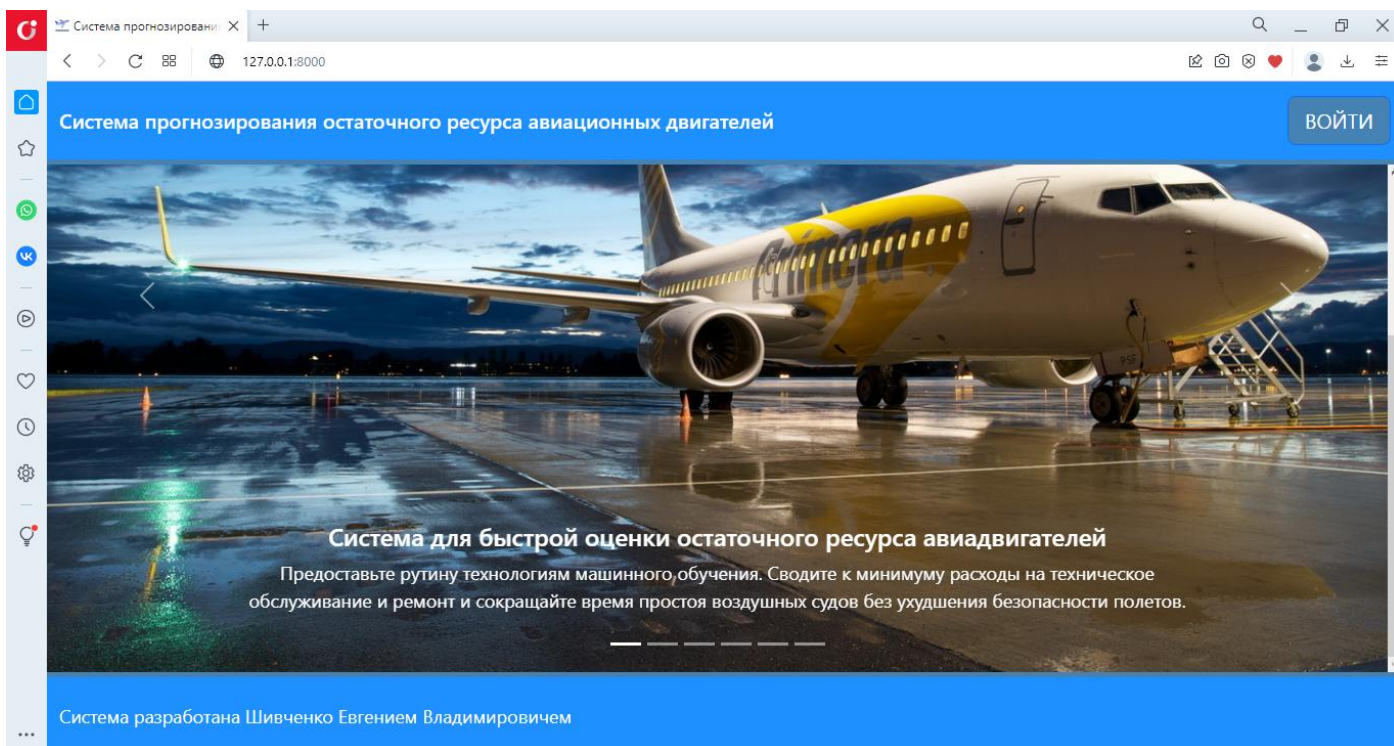 Система прогнозировани
127.0.0.1:8000
Система прогнозирования остаточного ресурса авиационных двигателей
ВОЙТИ
Primera
PSF
Система для быстрой оценки остаточного ресурса авиадвигателей
Предоставьте рутину технологиям машинного обучения. Сводите к минимуму расходы на техническое
обслуживание и ремонт и сокращайте время простоя воздушных судов без ухудшения безопасности полетов.
Система разработана Шивченко Евгением Владимировичем